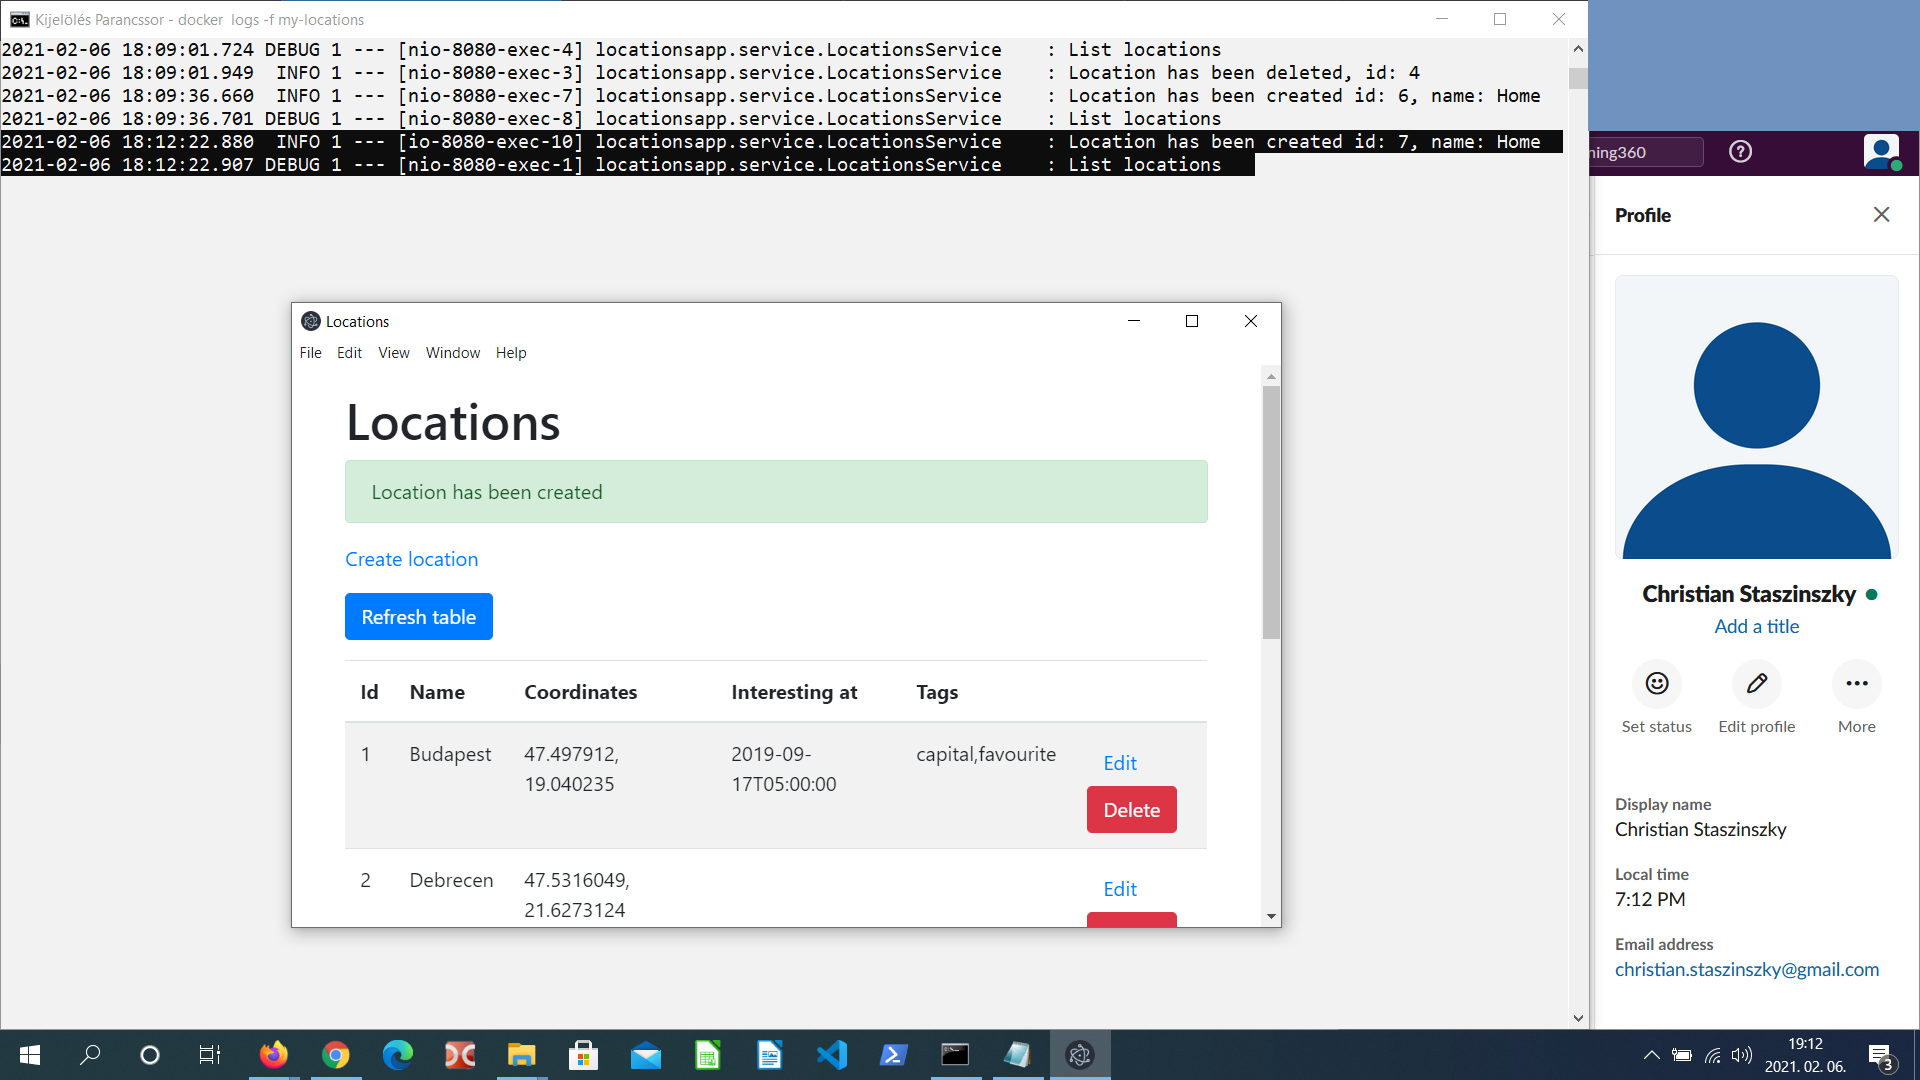 Kijelölés Parancssor - docker  logs -f my-locations
2021-02-06 18:09:01.724 DEBUG 1 --- [nio-8080-exec-4] locationsapp.service.LocationsService    : List locations
2021-02-06 18:09:01.949  INFO 1 --- [nio-8080-exec-3] locationsapp.service.LocationsService    : Location has been deleted, id: 4
2021-02-06 18:09:36.660  INFO 1 --- [nio-8080-exec-7] locationsapp.service.LocationsService    : Location has been created id: 6, name: Home
2021-02-06 18:09:36.701 DEBUG 1 --- [nio-8080-exec-8] locationsapp.service.LocationsService    : List locations
2021-02-06 18:12:22.880  INFO 1 --- [io-8080-exec-10] locationsapp.service.LocationsService    : Location has been created id: 7, name: Home
2021-02-06 18:12:22.907 DEBUG 1 --- [nio-8080-exec-1] locationsapp.service.LocationsService    : List locations
Locations
File Edit View Window Help
Locations
Location has been created
Create location
Refresh table
Id Name Coordinates Interesting at Tags
1 Budapest 47.497912, 2019-09- capital,favourite Edit
19.040235 17T05:00:00
Delete
2 Debrecen 47.5316049, Edit
21.6273124
ning360
Profile
Christian Staszinszky
Add a title
Set status Edit profile More
Display name
Christian Staszinszky
Local time
7:12 PM
Email address
christian.staszinszky@gmail.com
19:12
2021. 02. 06.
3